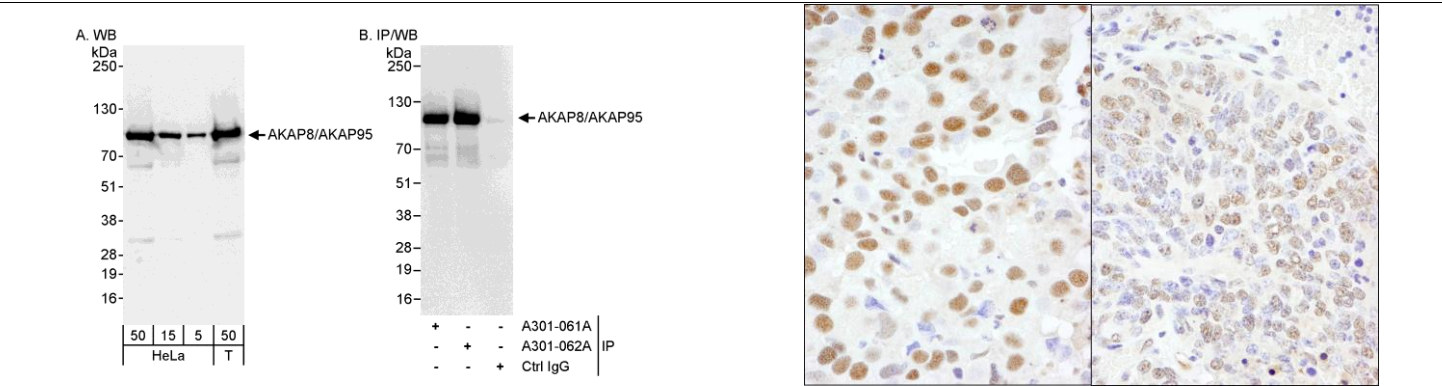 A. WB
kDa
250-
130-
70-
51-
38-
28-
19-
16-
AKAP8/AKAP95
50 15 5 50
HeLa T
B. IP/WB
kDa
250-
130-
70-
51-
38-
28-
19-
16-
AKAP8/AKAP95
+ - - A301-061A
- + - A301-062A IP
- - + Ctrl IgG